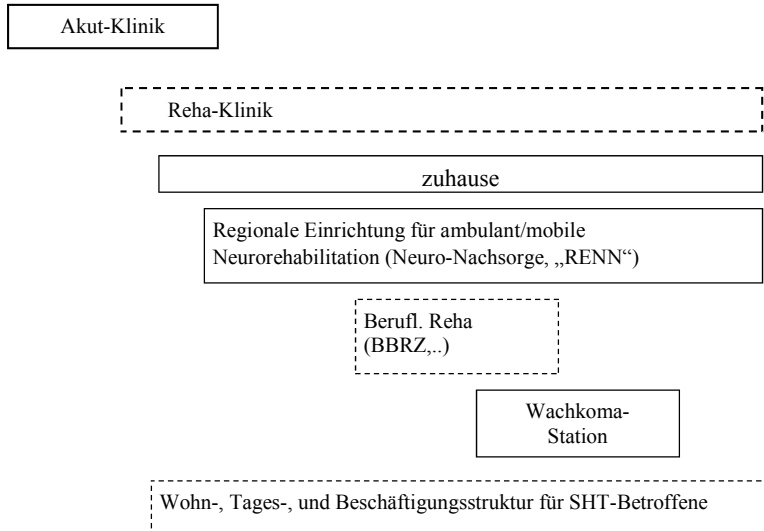 Akut-Klinik
Reha-Klinik
zuhause
Regionale Einrichtung für ambulant/mobile
Neurorehabilitation (Neuro-Nachsorge, „RENN“)
Berufl. Reha
(BBRZ,..)
Wachkoma-
Station
Wohn-, Tages-, und Beschäftigungsstruktur für SHT-Betroffene